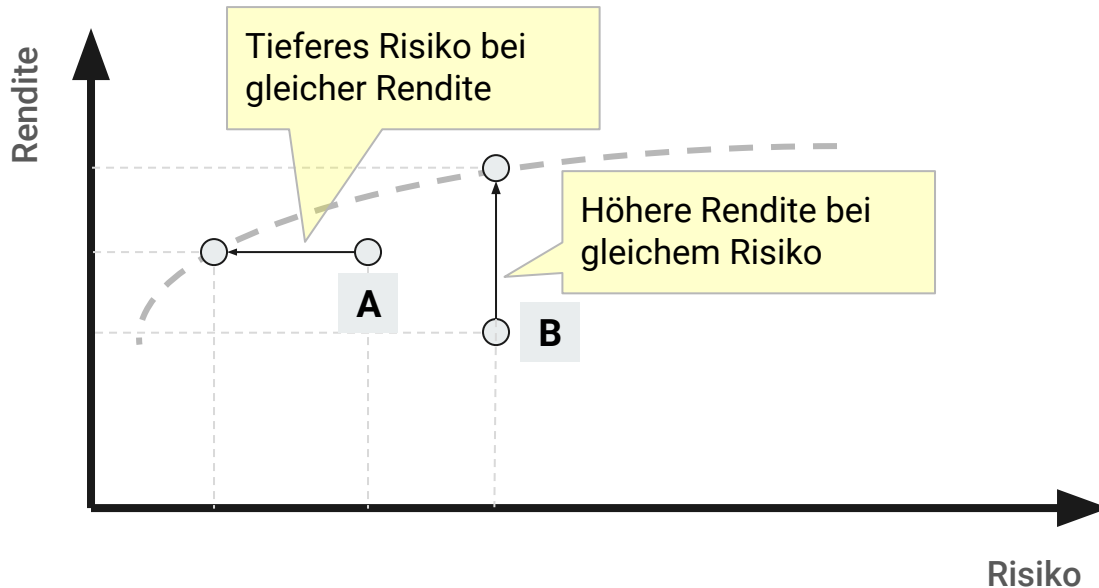 Rendite
Tieferes Risiko bei
gleicher Rendite
Höhere Rendite bei
gleichem Risiko
A
B
Risiko